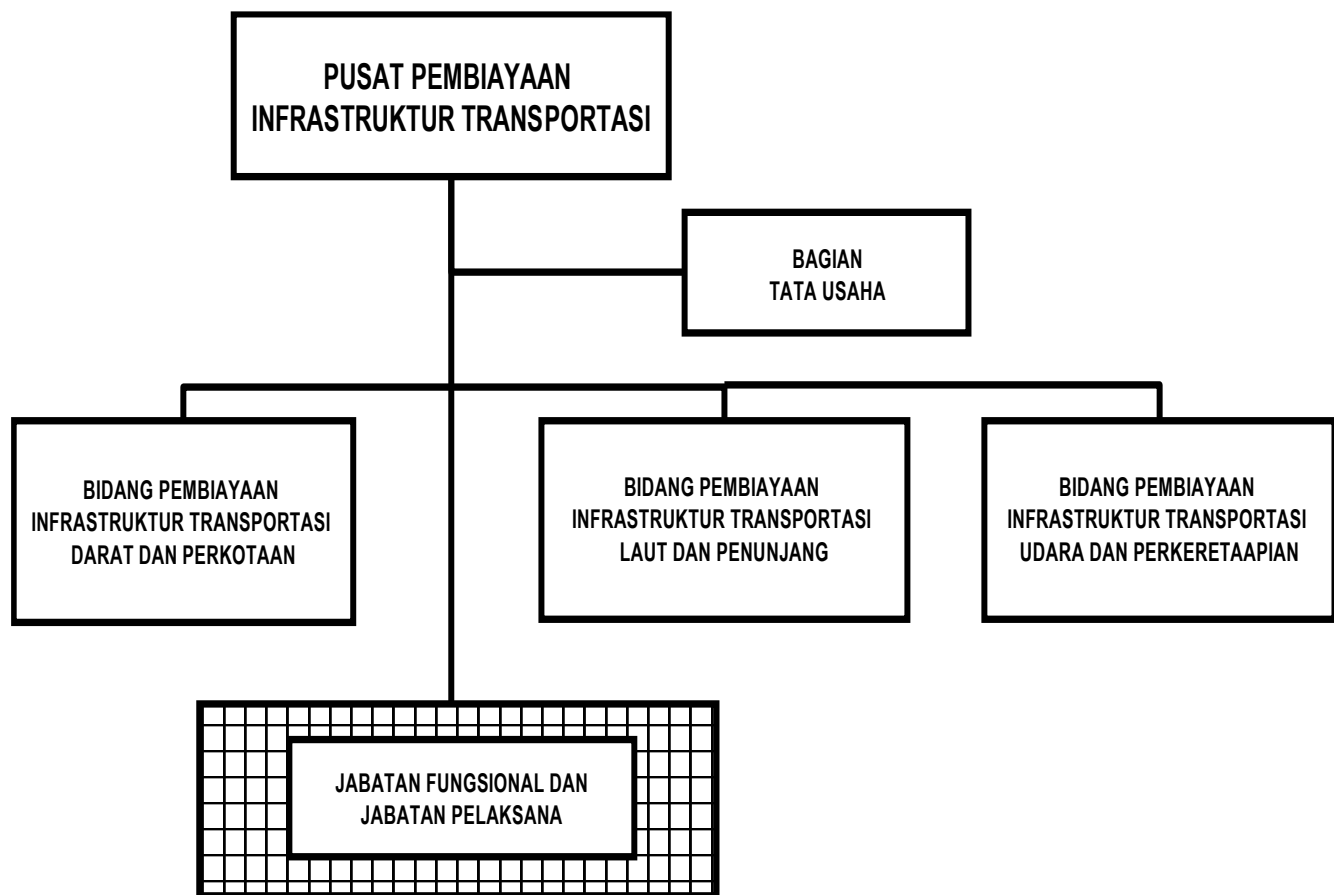 PUSAT PEMBIAYAAN
INFRASTRUKTUR TRANSPORTASI
BAGIAN
TATA USAHA
BIDANG PEMBIAYAAN
INFRASTRUKTUR TRANSPORTASI
DARAT DAN PERKOTAAN
BIDANG PEMBIAYAAN
INFRASTRUKTUR TRANSPORTASI
LAUT DAN PENUNJANG
BIDANG PEMBIAYAAN
INFRASTRUKTUR TRANSPORTASI
UDARA DAN PERKERETAAPIAN
JABATAN FUNGSIONAL DAN
JABATAN PELAKSANA